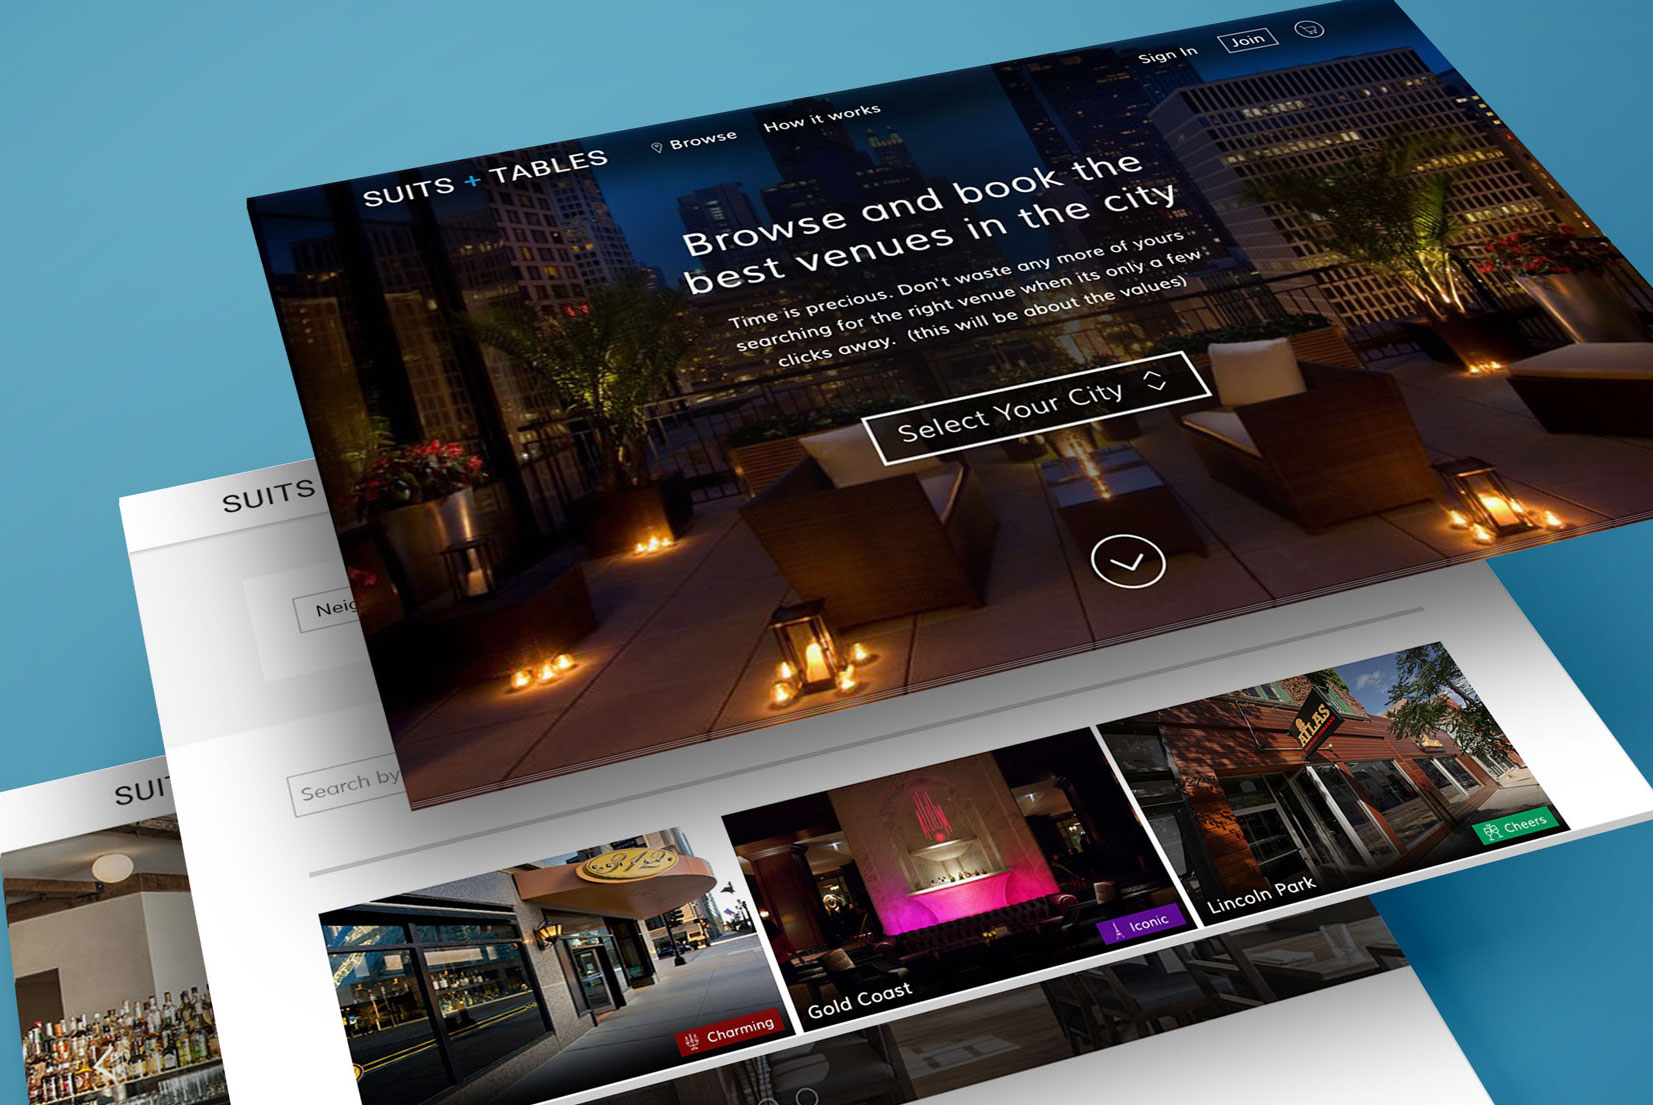 Sign In
Join
Browse
How it works
SUITS + TABLES
Browse and book the
best venues in the city
Time is precious. Don't waste any more of yours
searching for the right venue when its only a few
clicks away. (this will be about the values)
Select Your City
SUITS
Neig
Search by
ATLAS
Cheers
Lincoln Park
Iconic
Gold Coast
312
Charming
SUIT